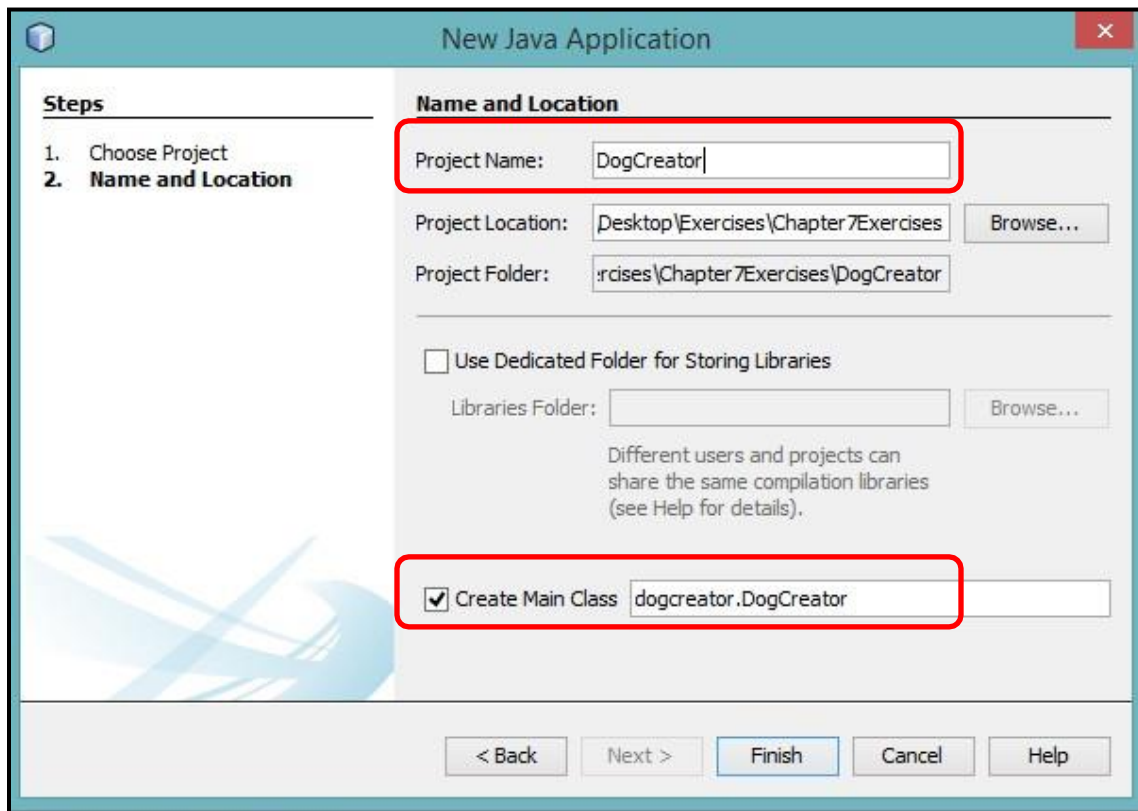 New Java Application
Steps
1. Choose Project
2. Name and Location
Name and Location
Project Name: DogCreator
Project Location: Desktop\Exercises\Chapter7Exercises Browse...
Project Folder: rcises\Chapter7Exercises\DogCreator
Use Dedicated Folder for Storing Libraries
Libraries Folder: Browse...
Different users and projects can
share the same compilation libraries
(see Help for details).
Create Main Class dogcreator.DogCreator
< Back Next > Finish Cancel Help